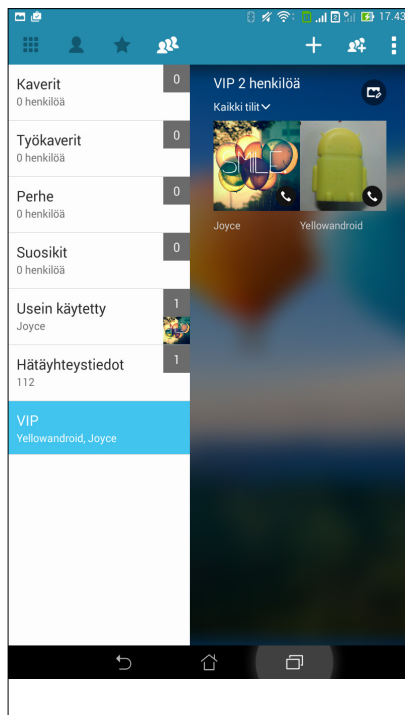 17.43
Kaverit
0
0 henkilöä
Työkaverit
0
0 henkilöä
Perhe
0
0 henkilöä
Suosikit
0
0 henkilöä
Usein käytetty
1
Joyce
Hätäyhteystiedot
1
112
VIP
Yellowandroid, Joyce
VIP 2 henkilöä
Kaikki tilit
SMILE
Joyce
Yellowandroid